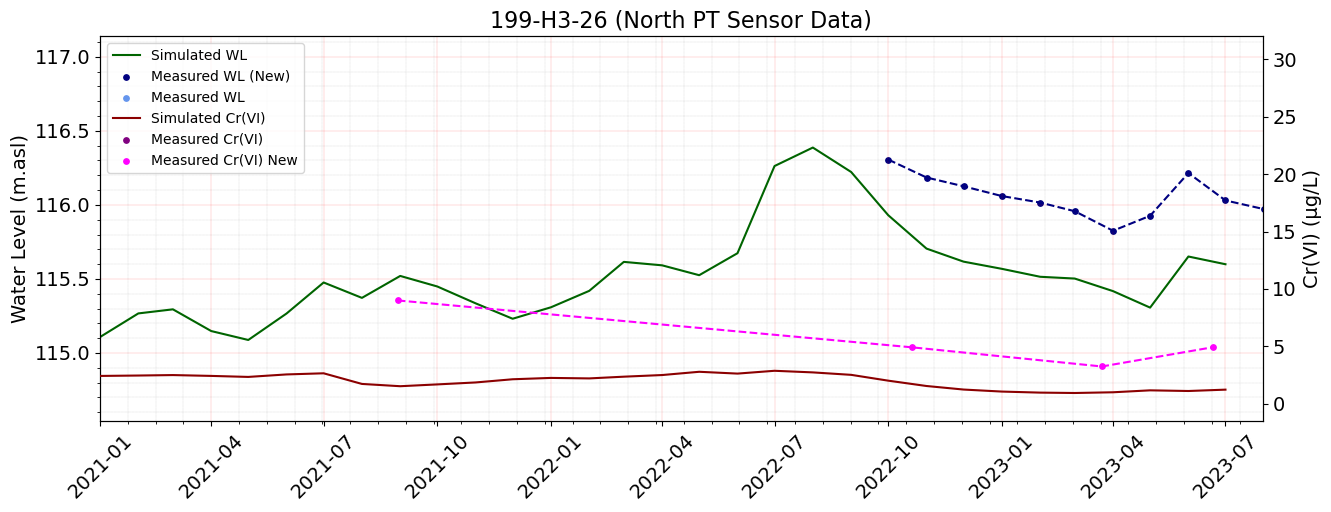 199-H3-26 (North PT Sensor Data)
Simulated WL
Measured WL (New)
Measured WL
Simulated Cr(VI)
Measured Cr(VI)
Measured Cr(VI) New
Water Level (m.asl)
117.0
116.5
116.0
115.5
115.0
Cr(VI) (μg/L)
30
25
20
15
10
5
0
2021-01
2021-04
2021-07
2021-10
2022-01
2022-04
2022-07
2022-10
2023-01
2023-04
2023-07